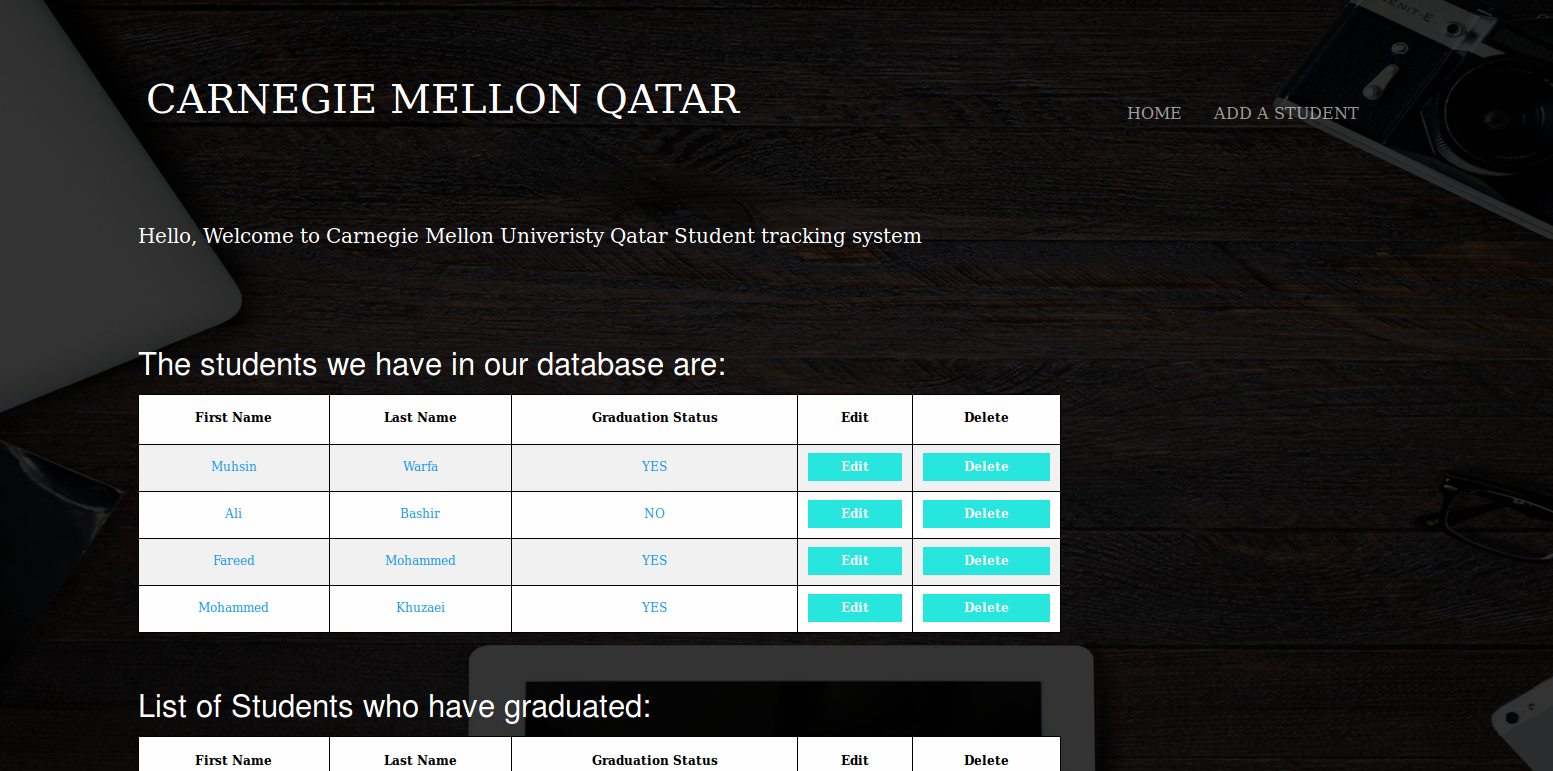 ZENIT-E
CARNEGIE MELLON QATAR
HOME ADD A STUDENT
Hello, Welcome to Carnegie Mellon Univeristy Qatar Student tracking system
The students we have in our database are:
First Name Last Name Graduation Status Edit Delete
Muhsin Warfa YES Edit Delete
Ali Bashir NO Edit Delete
Fareed Mohammed YES Edit Delete
Mohammed Khuzaei YES Edit Delete
List of Students who have graduated:
First Name Last Name Graduation Status Edit Delete